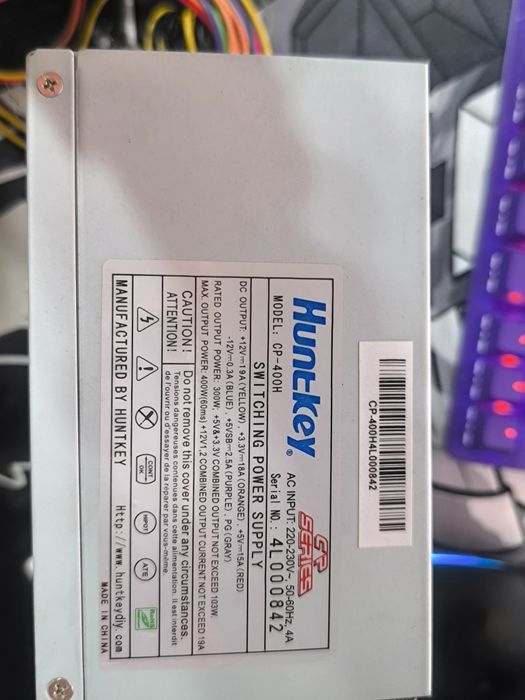 CP-400H4L000842
Huntkey®
CP SERIES
AC INPUT: 220-230V~, 50-60Hz, 4A
MODEL: CP-400H
Serial NO.: 4L000842
SWITCHING POWER SUPPLY
DC OUTPUT: +12V⎓19A(YELLOW), +3.3V⎓18A(ORANGE), +5V⎓15A(RED)
-12V⎓0.3A(BLUE), +5VSB⎓2.5A(PURPLE), PG(GRAY)
RATED OUTPUT POWER: 300W; +5V&+3.3V COMBINED OUTPUT NOT EXCEED 103W.
MAX. OUTPUT POWER: 400W(60ms) +12V1,2 COMBINED OUTPUT CURRENT NOT EXCEED 19A
CAUTION! Do not remove this cover under any circumstances.
ATTENTION! Tensions dangereuses contenues dans cette alimentation. Il est interdit
de l'ouvrir ou d'essayer de la réparer par vous-même.
CONT OK
HIPOT
ATE
RoHS
MANUFACTURED BY HUNTKEY Http://www.huntkeydiy.com
MADE IN CHINA